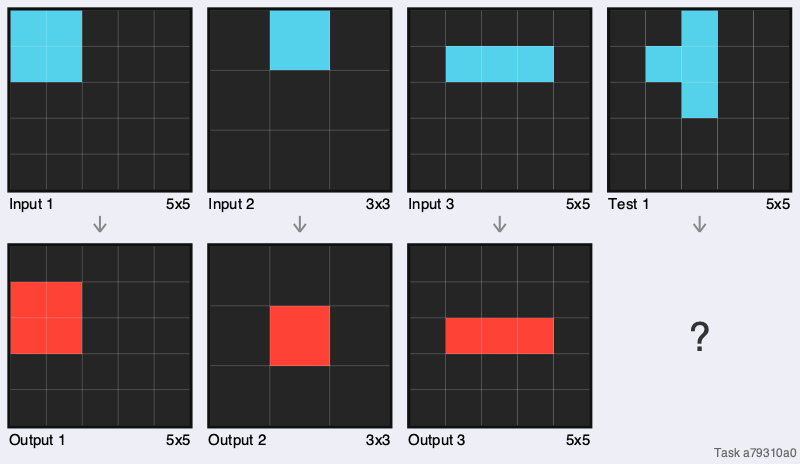 Input 1 5x5
Input 2 3x3
Input 3 5x5
Test 1 5x5
Output 1 5x5
Output 2 3x3
Output 3 5x5
?
Task a79310a0